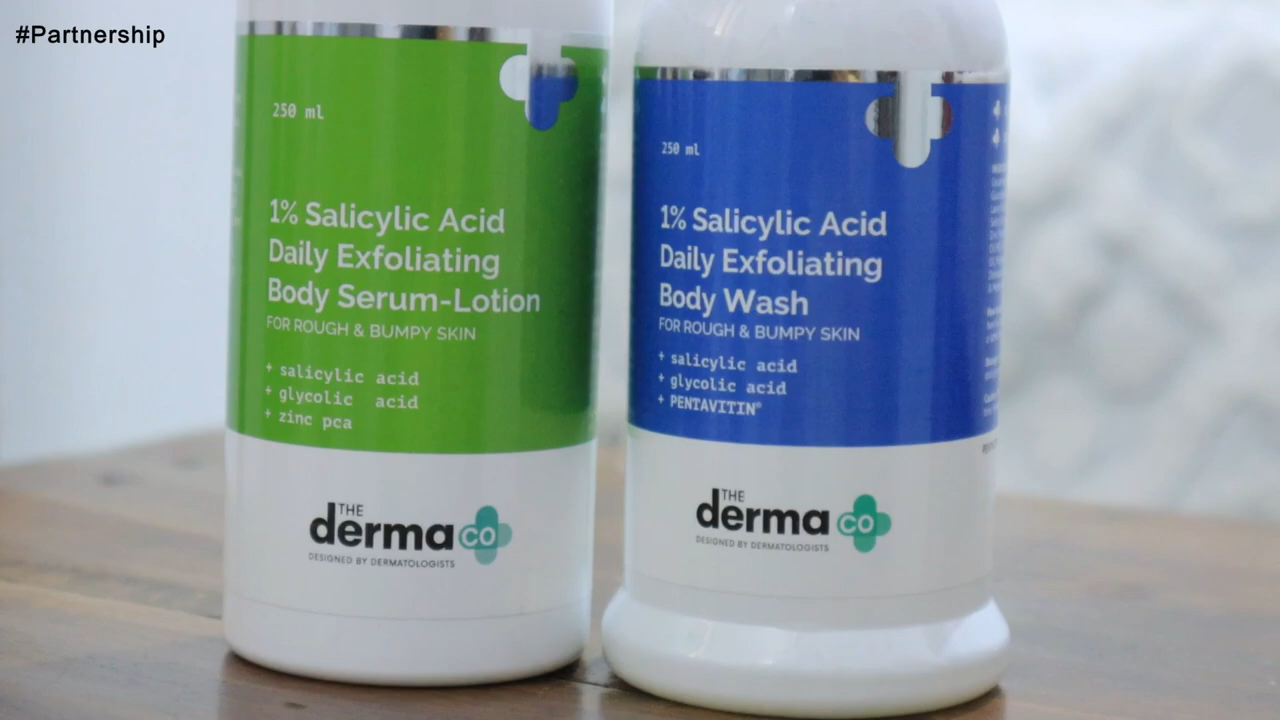 #Partnership
250 ml
1% Salicylic Acid
Daily Exfoliating
Body Serum-Lotion
FOR ROUGH & BUMPY SKIN
+ salicylic acid
+ glycolic acid
+ zinc pca
THE
derma co
DESIGNED BY DERMATOLOGISTS
250 ml
1% Salicylic Acid
Daily Exfoliating
Body Wash
FOR ROUGH & BUMPY SKIN
+ salicylic acid
+ glycolic acid
+ PENTAVITIN®
THE
derma co
DESIGNED BY DERMATOLOGISTS